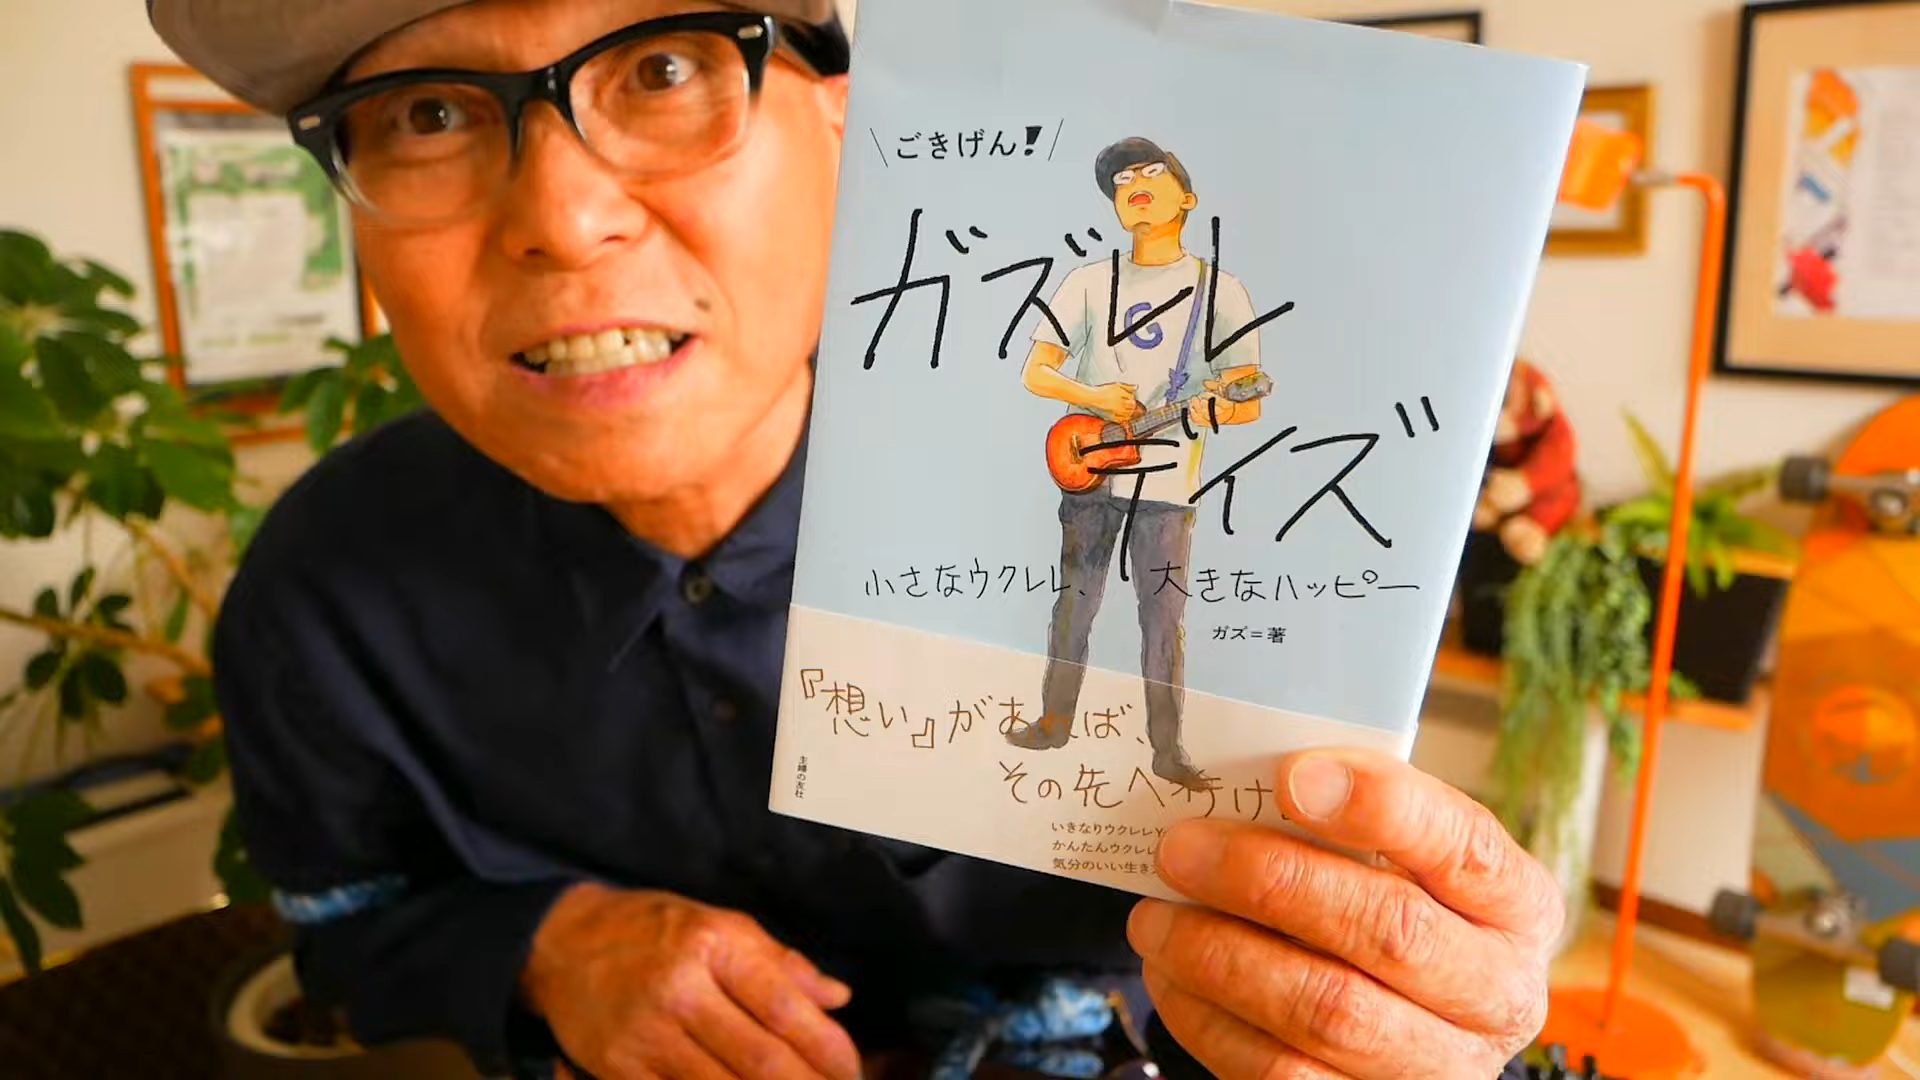 ごきげん!
ガズレレ
デイズ
小さなウクレレ、大きなハッピー
ガズ=著
『想い』があれば、
その先へ行け
いきなりウクレレY
かんたんウクレレ
気分のいい生き
主婦の友社
G